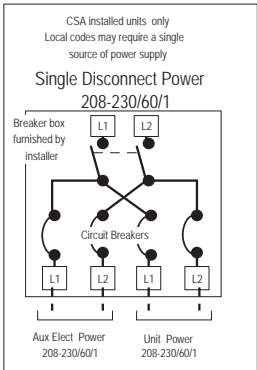 CSA installed units only
Local codes may require a single
source of power supply
Single Disconnect Power
208-230/60/1
Breaker box
furnished by
installer
L1 L2
Circuit Breakers
L1 L2 L1 L2
Aux Elect Power
208-230/60/1
Unit Power
208-230/60/1